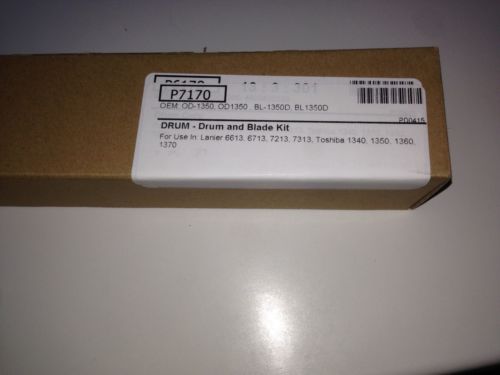 P7170
OEM: OD-1350, OD1350 , BL-1350D, BL1350D
P00415
DRUM - Drum and Blade Kit
For Use In: Lanier 6613, 6713, 7213, 7313, Toshiba 1340, 1350, 1360,
1370